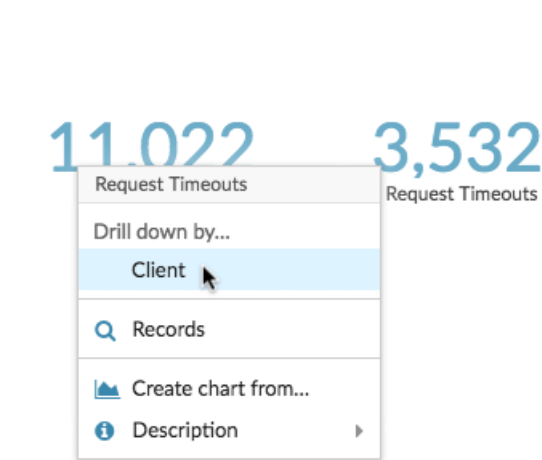 11,022
3,532
Request Timeouts
Request Timeouts
Drill down by...
Client
Records
Create chart from...
Description